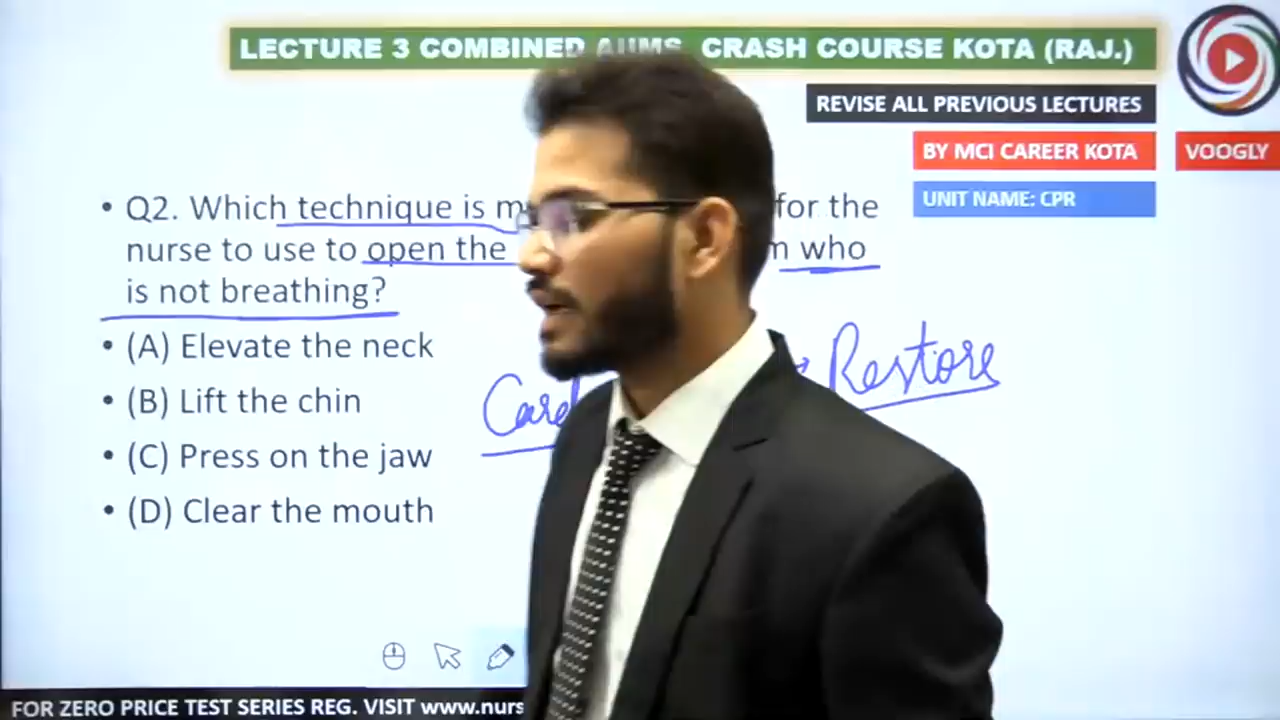 LECTURE 3 COMBINED AIIMS CRASH COURSE KOTA (RAJ.)
REVISE ALL PREVIOUS LECTURES
BY MCI CAREER KOTA
VOOGLY
UNIT NAME: CPR
• Q2. Which technique is for the
nurse to use to open the who
is not breathing?
• (A) Elevate the neck
• (B) Lift the chin
• (C) Press on the jaw
• (D) Clear the mouth
Restore
FOR ZERO PRICE TEST SERIES REG. VISIT www.nurs